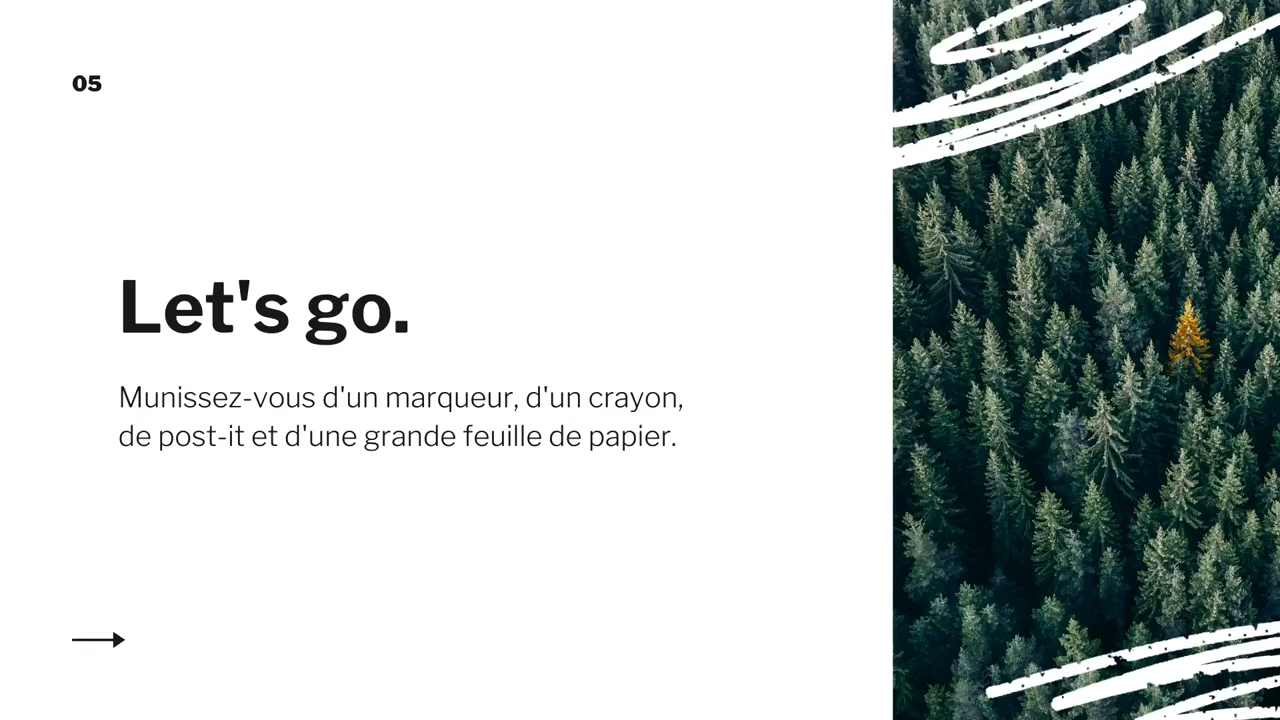 05
Let's go.
Munissez-vous d'un marqueur, d'un crayon,
de post-it et d'une grande feuille de papier.